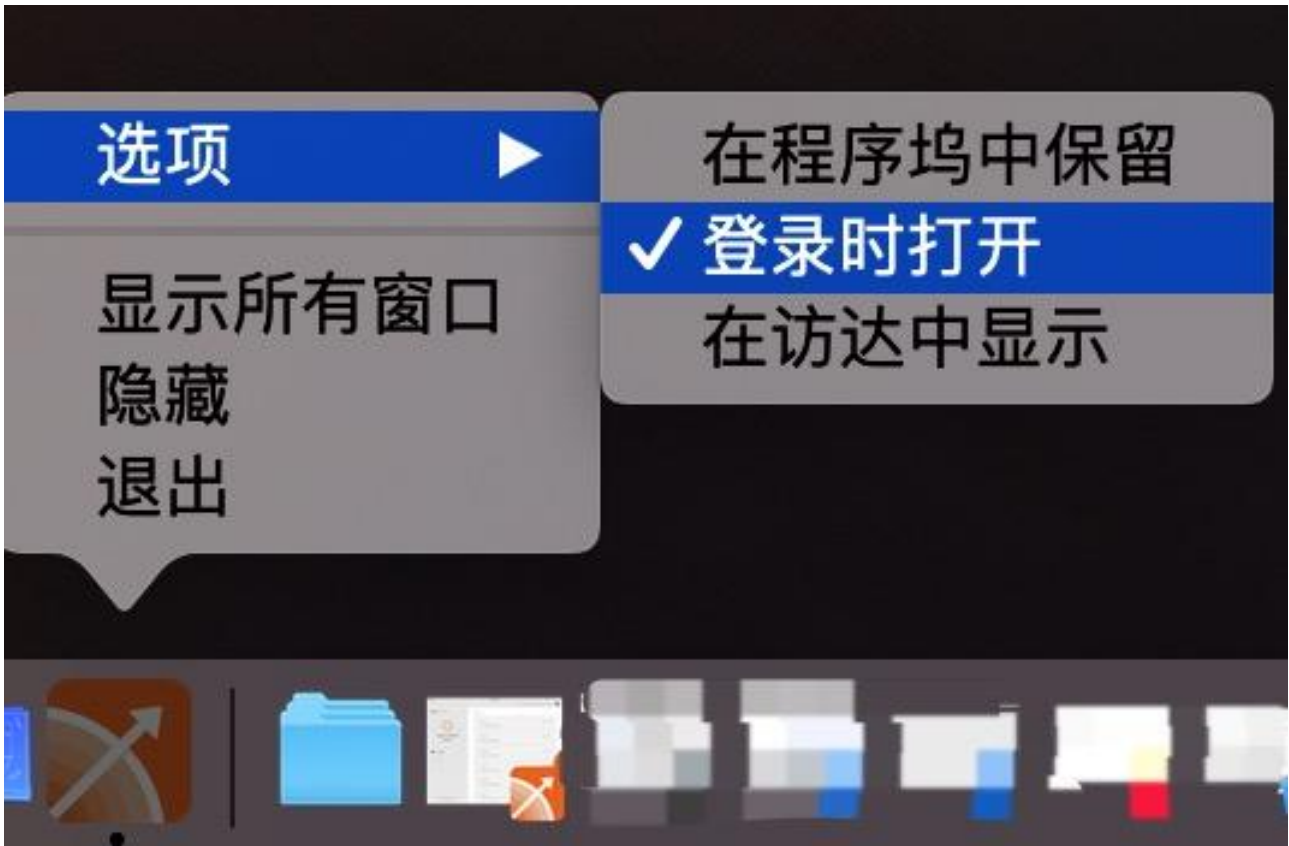 选项
显示所有窗口
隐藏
退出
在程序坞中保留
登录时打开
在访达中显示